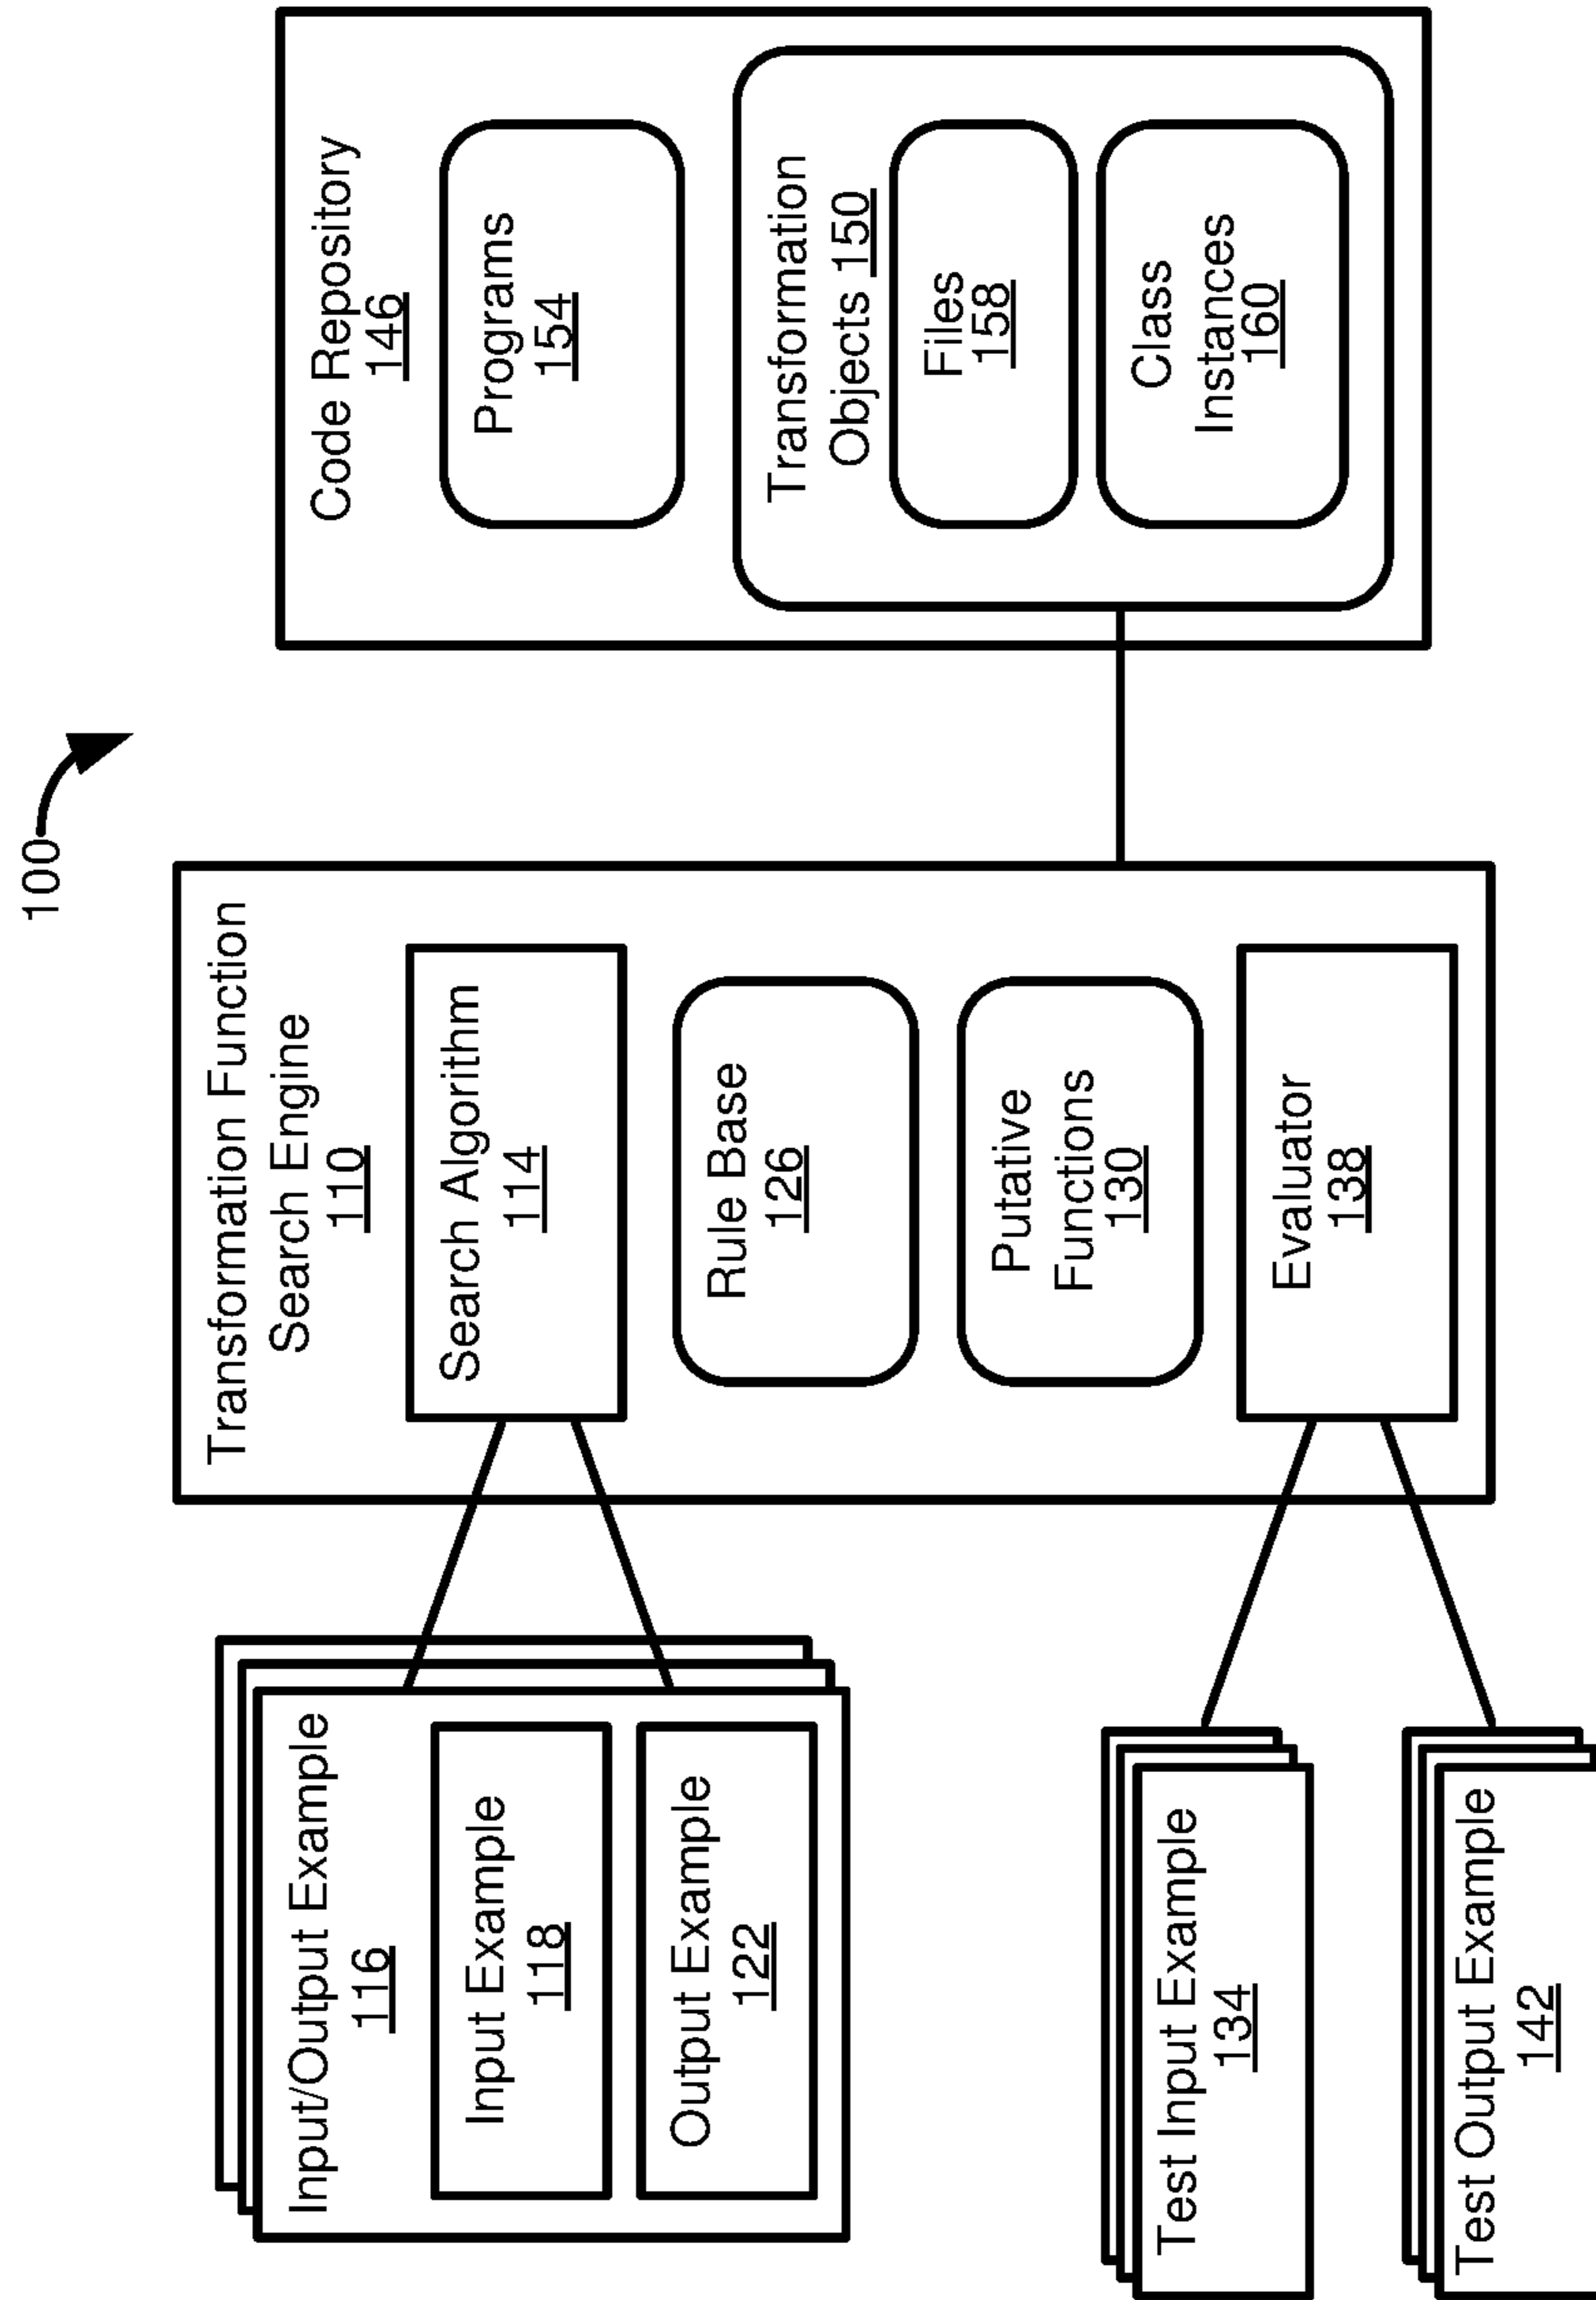 100
Input/Output Example
116
Input Example
118
Output Example
122
Test Input Example
134
Test Output Example
142
Transformation Function
Search Engine
110
Search Algorithm
114
Rule Base
126
Putative
Functions
130
Evaluator
138
Code Repository
146
Programs
154
Transformation
Objects 150
Files
158
Class
Instances
160